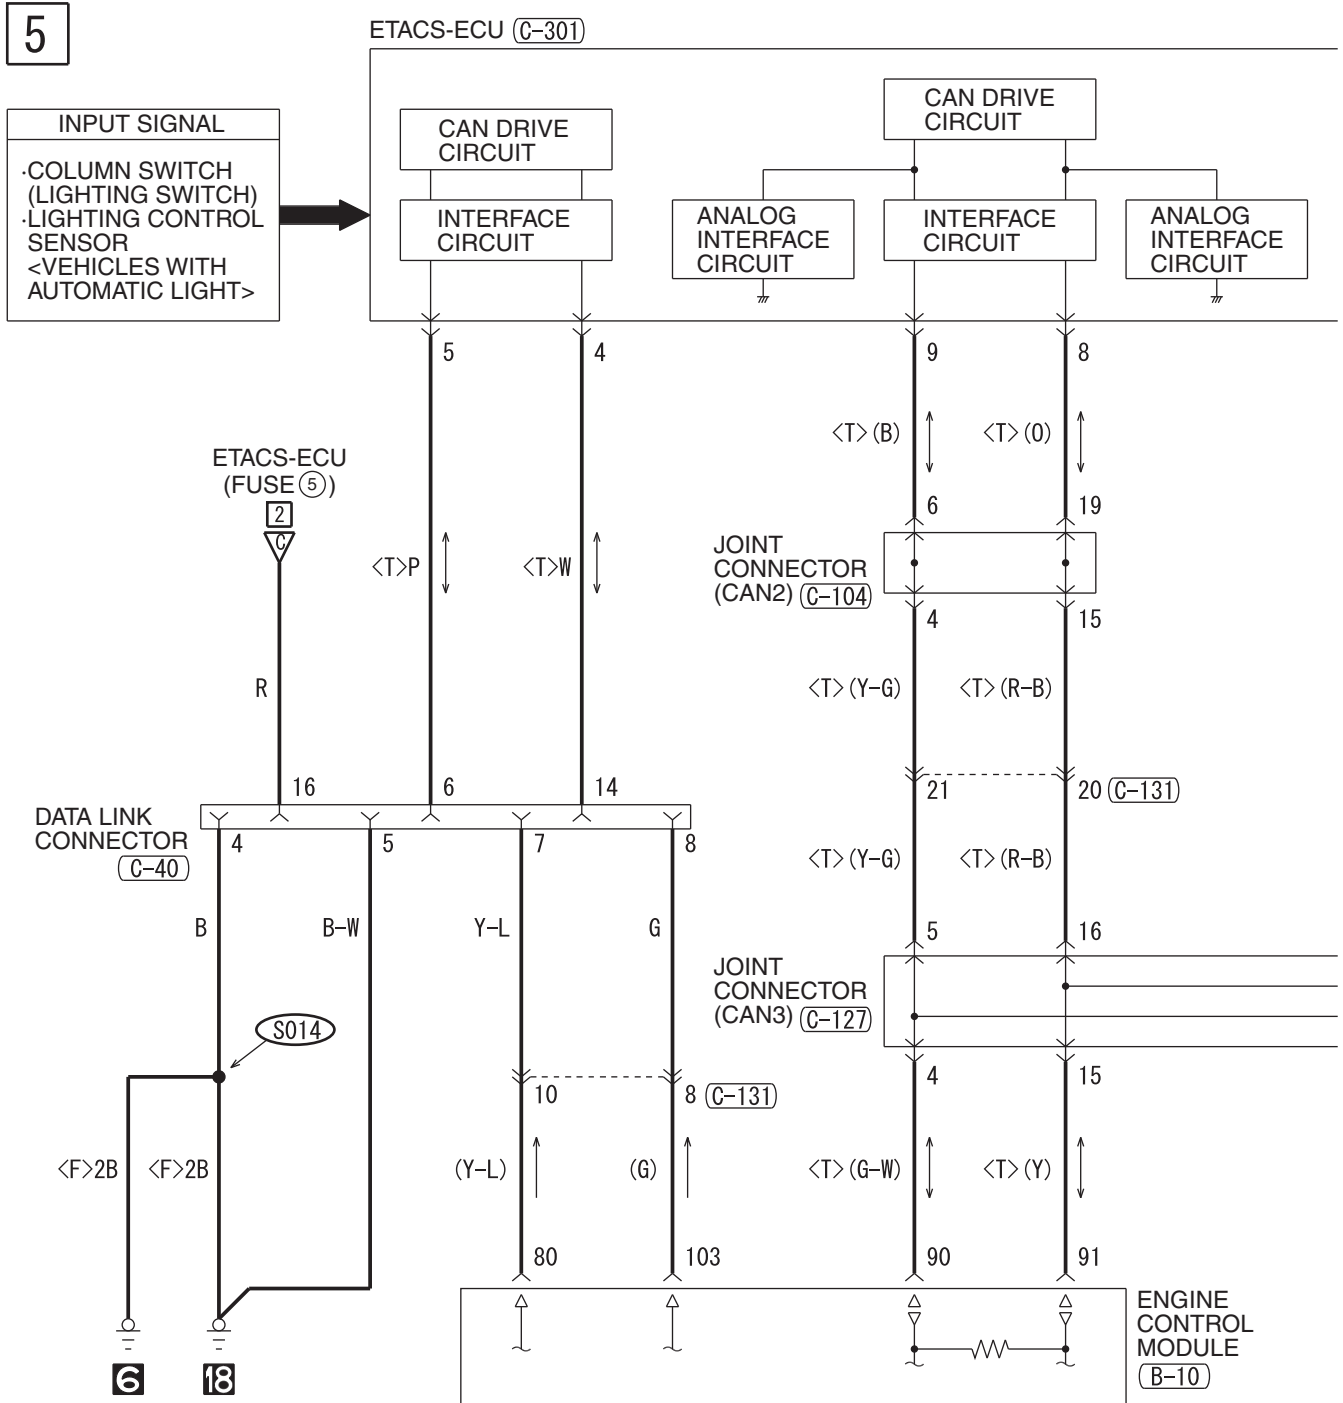 5
ETACS-ECU (C-301)
INPUT SIGNAL
·COLUMN SWITCH
(LIGHTING SWITCH)
·LIGHTING CONTROL
SENSOR
<VEHICLES WITH
AUTOMATIC LIGHT>
CAN DRIVE
CIRCUIT
INTERFACE
CIRCUIT
CAN DRIVE
CIRCUIT
ANALOG
INTERFACE
CIRCUIT
INTERFACE
CIRCUIT
ANALOG
INTERFACE
CIRCUIT
5 4 9 8
<T>(B) <T>(O)
ETACS-ECU
(FUSE 5)
2
C
6 19
<T>P <T>W
JOINT
CONNECTOR
(CAN2) C-104
4 15
R
<T>(Y-G) <T>(R-B)
16 6 14
21 20 C-131
DATA LINK
CONNECTOR
C-40
4 5 7 8
<T>(Y-G) <T>(R-B)
B B-W Y-L G
5 16
JOINT
CONNECTOR
(CAN3) C-127
S014
4 15
10 8 C-131
<F>2B <F>2B (Y-L) (G) <T>(G-W) <T>(Y)
80 103 90 91
ENGINE
CONTROL
MODULE
B-10
6 18